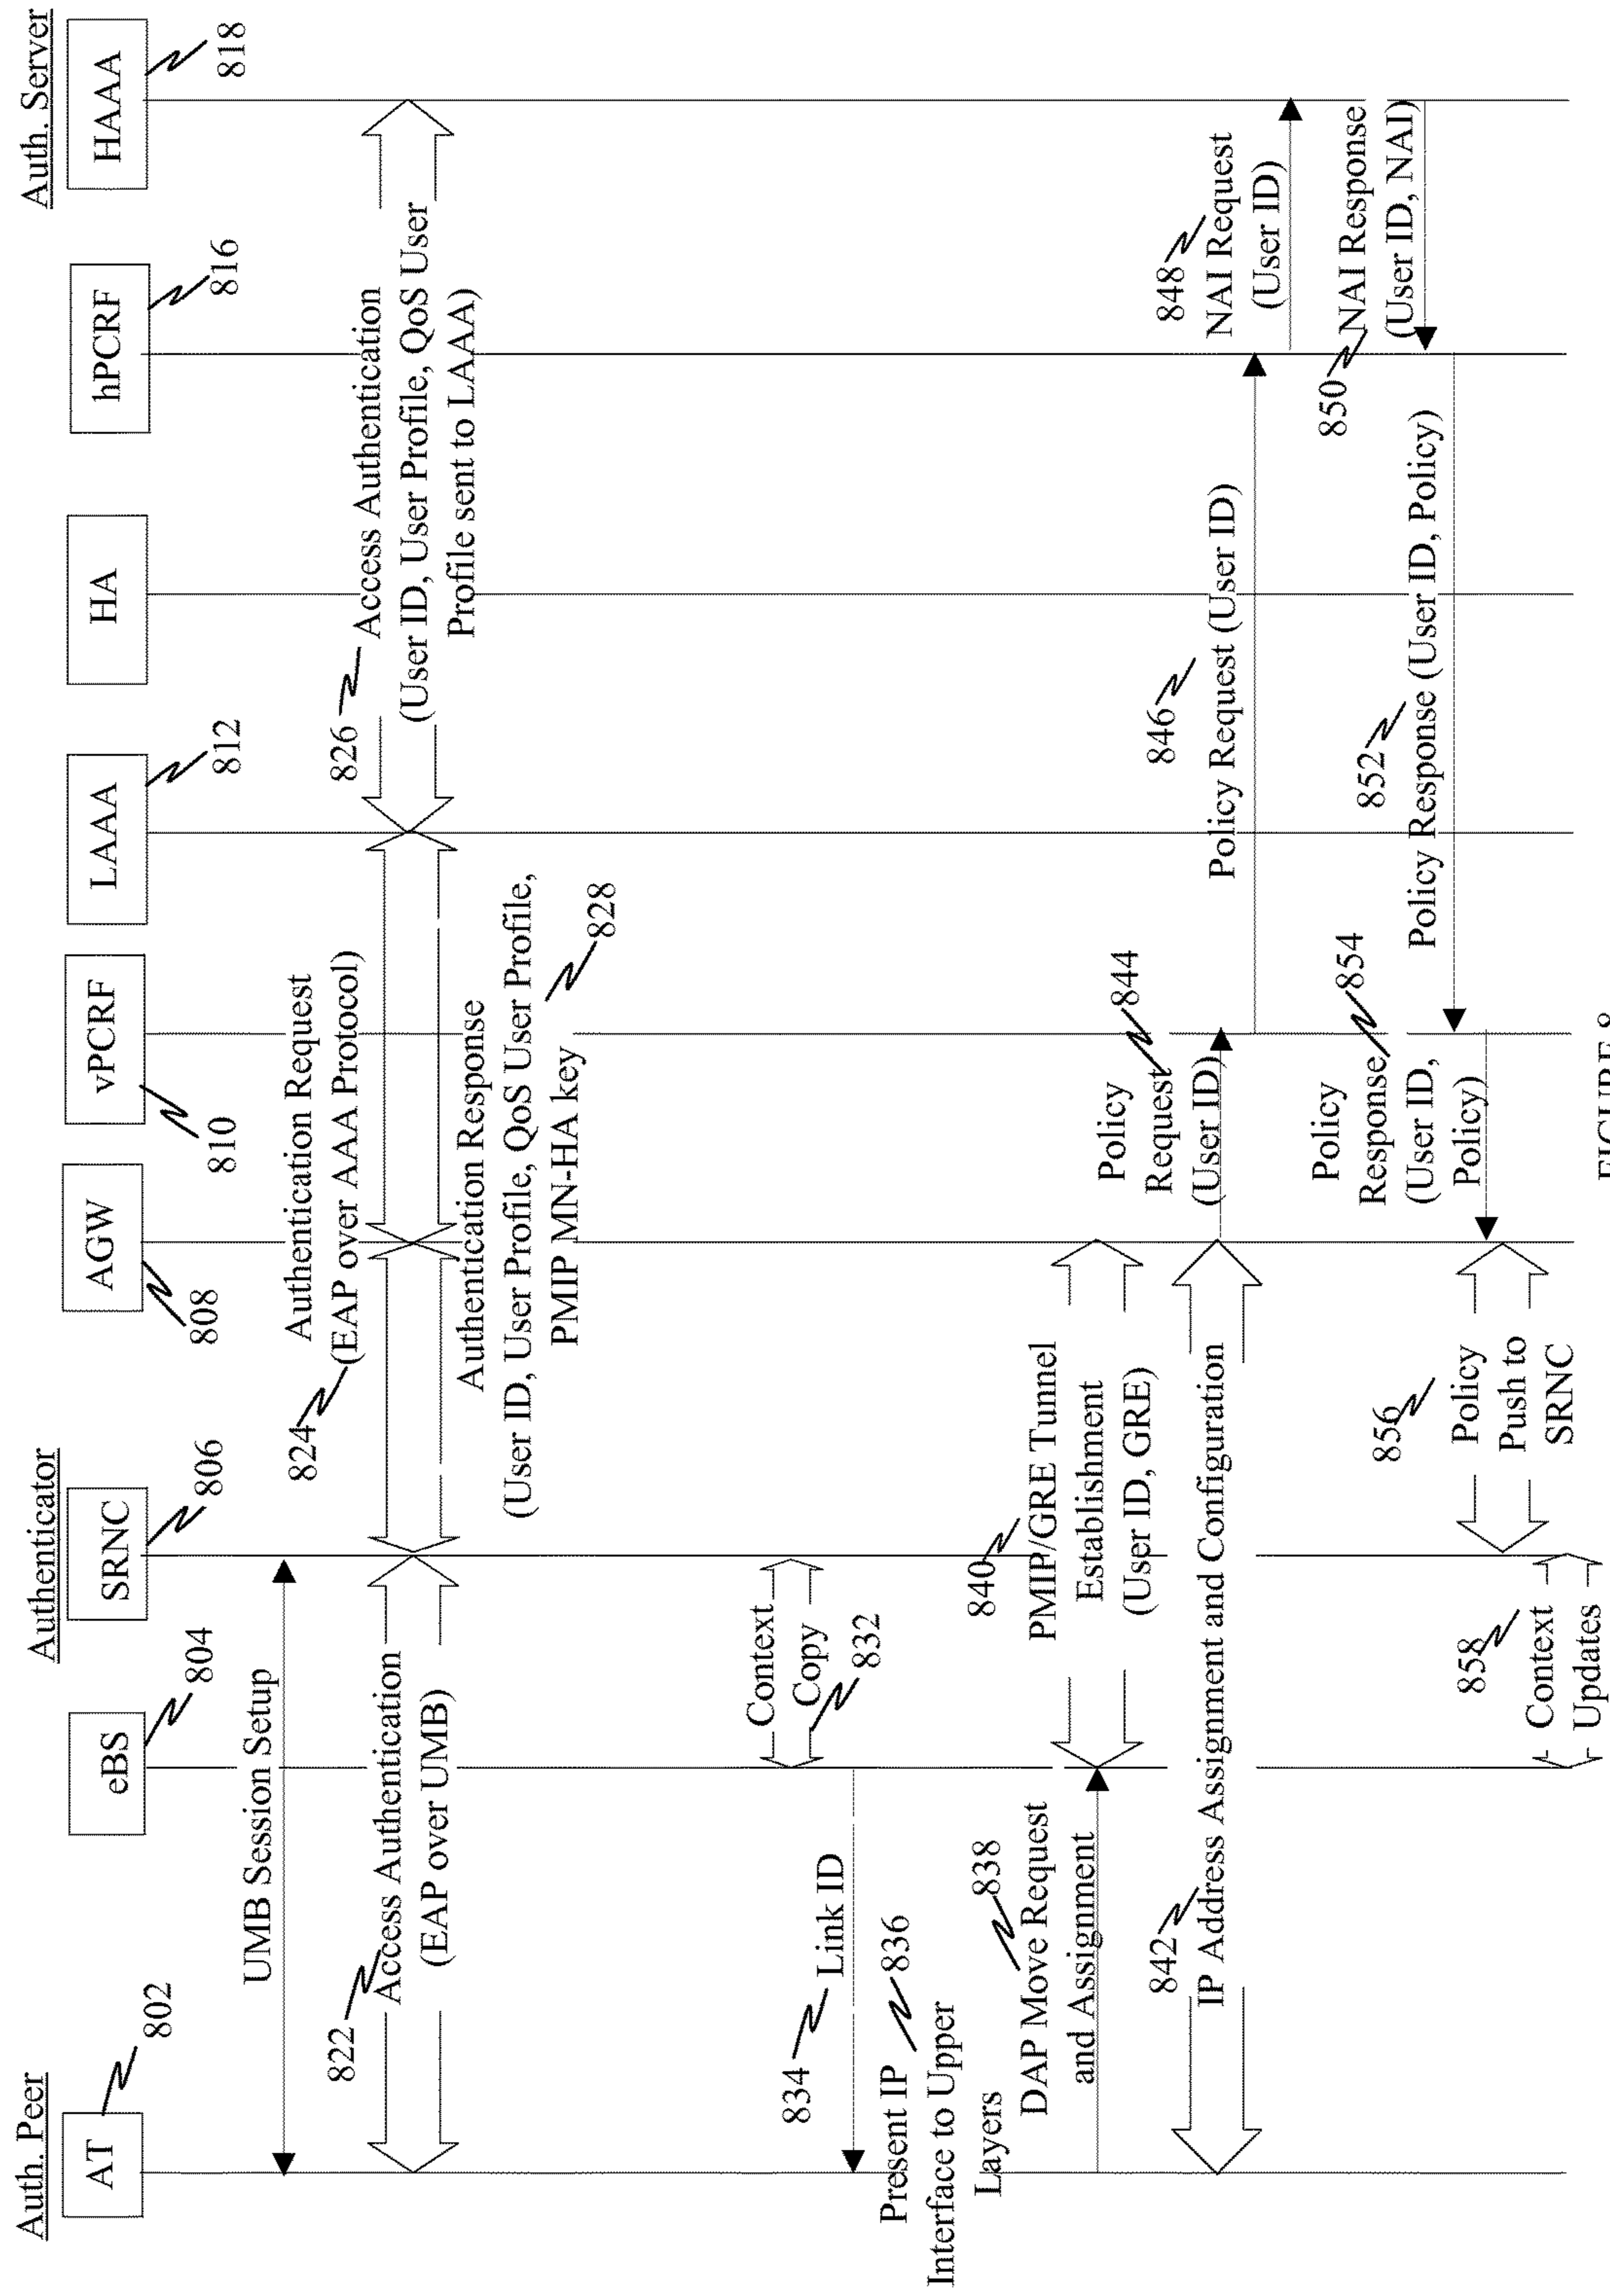 Auth. Peer
Authenticator
Auth. Server
AT
eBS
SRNC
AGW
vPCRF
LAAA
HA
hPCRF
HAAA
802
804
806
808
810
812
816
818
UMB Session Setup
822
Access Authentication
(EAP over UMB)
824
Authentication Request
(EAP over AAA Protocol)
826
Access Authentication
(User ID, User Profile, QoS User
Profile sent to LAAA)
Authentication Response
(User ID, User Profile, QoS User Profile,
PMIP MN-HA key
828
Context
Copy
832
834
Link ID
Present IP
Interface to Upper
Layers
836
DAP Move Request
and Assignment
838
840
PMIP/GRE Tunnel
Establishment
(User ID, GRE)
842
IP Address Assignment and Configuration
Policy
Request
(User ID)
844
846
Policy Request (User ID)
848
NAI Request
(User ID)
850
NAI Response
(User ID, NAI)
852
Policy Response (User ID, Policy)
Policy
Response
(User ID,
Policy)
854
856
Policy
Push to
SRNC
858
Context
Updates
FIGURE 8